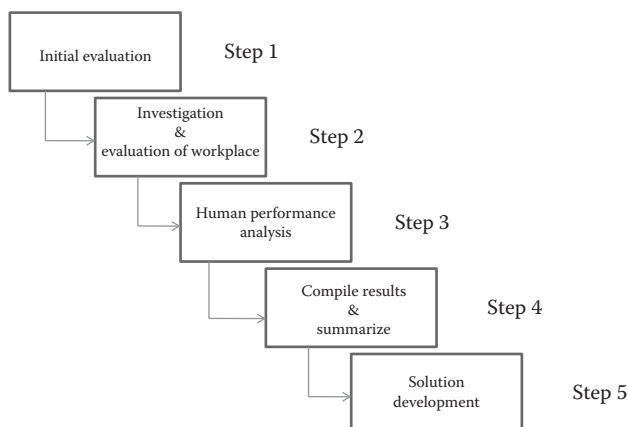 Initial evaluation
Step 1
Investigation
&
evaluation of workplace
Step 2
Human performance
analysis
Step 3
Compile results
&
summarize
Step 4
Solution
development
Step 5